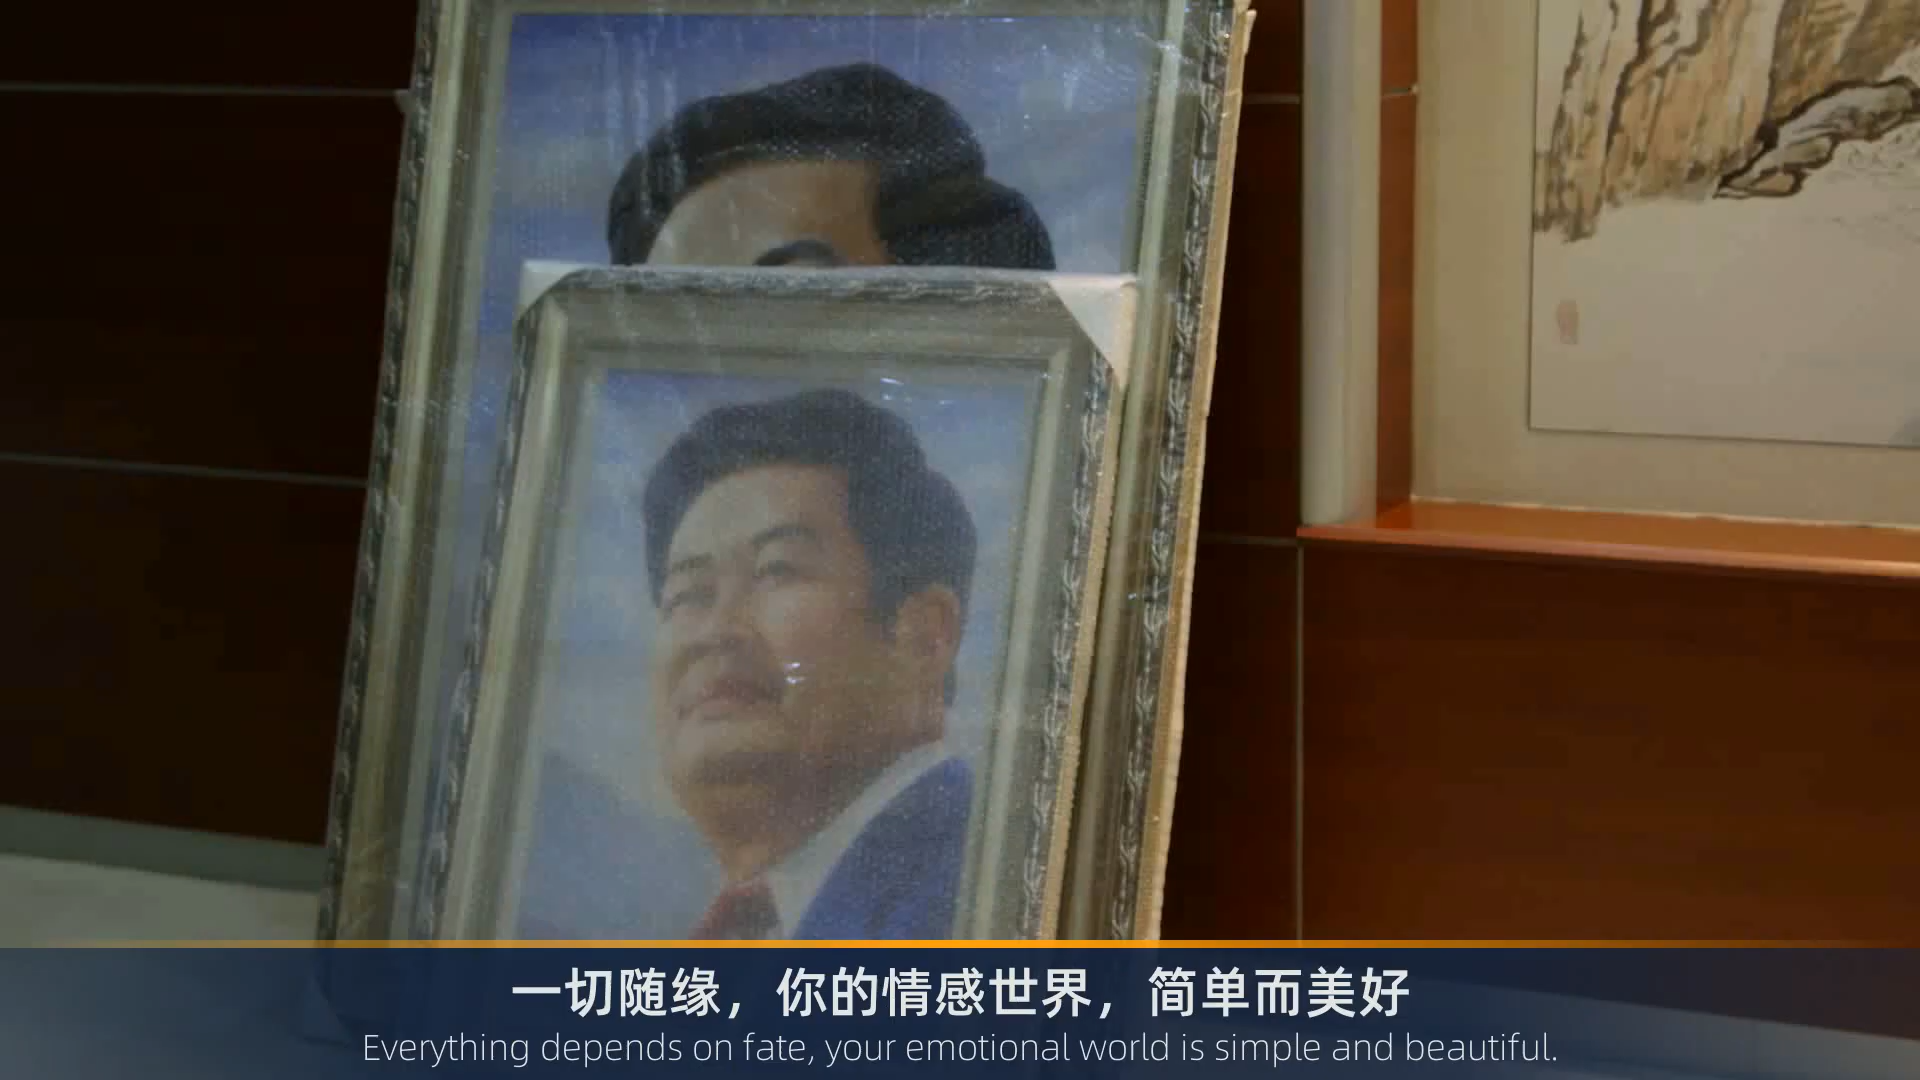 一切随缘，你的情感世界，简单而美好
Everything depends on fate, your emotional world is simple and beautiful.